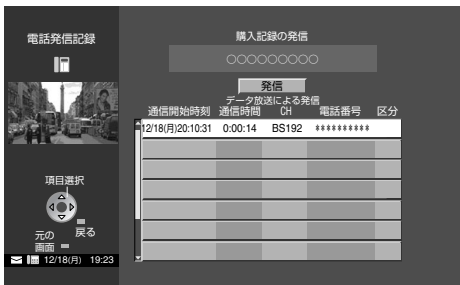 電話発信記録
購入記録の発信
○○○○○○○○○
発信
データ放送による発信
通信開始時刻 通信時間 CH 電話番号 区分
12/18(月)20:10:31 0:00:14 BS192 **********
項目選択
戻る
元の
画面
12/18(月) 19:23